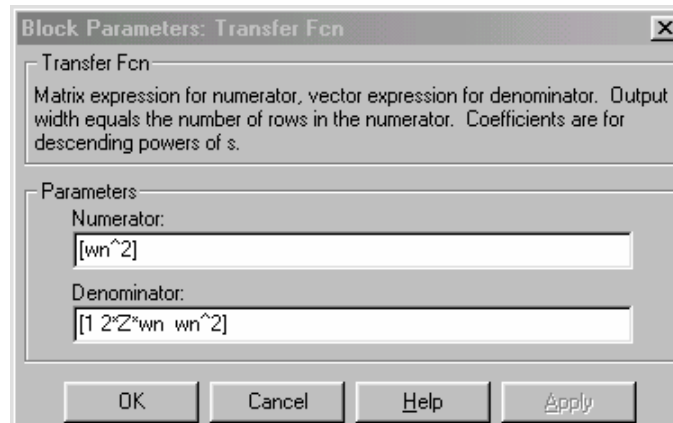 Block Parameters: Transfer Fcn
Transfer Fcn
Matrix expression for numerator, vector expression for denominator. Output
width equals the number of rows in the numerator. Coefficients are for
descending powers of s.
Parameters
Numerator:
[wn^2]
Denominator:
[1 2*Z*wn wn^2]
OK Cancel Help Apply